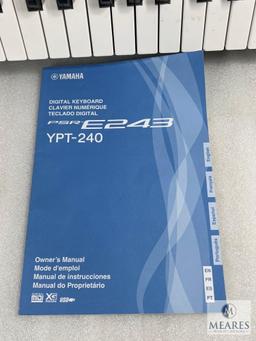 YAMAHA
DIGITAL KEYBOARD
CLAVIER NUMÉRIQUE
TECLADO DIGITAL
PSR-E243
YPT-240
English
Français
Español
Português
Owner's Manual
Mode d'emploi
Manual de instrucciones
Manual do Proprietário
EN
FR
ES
PT
USB
MEARES